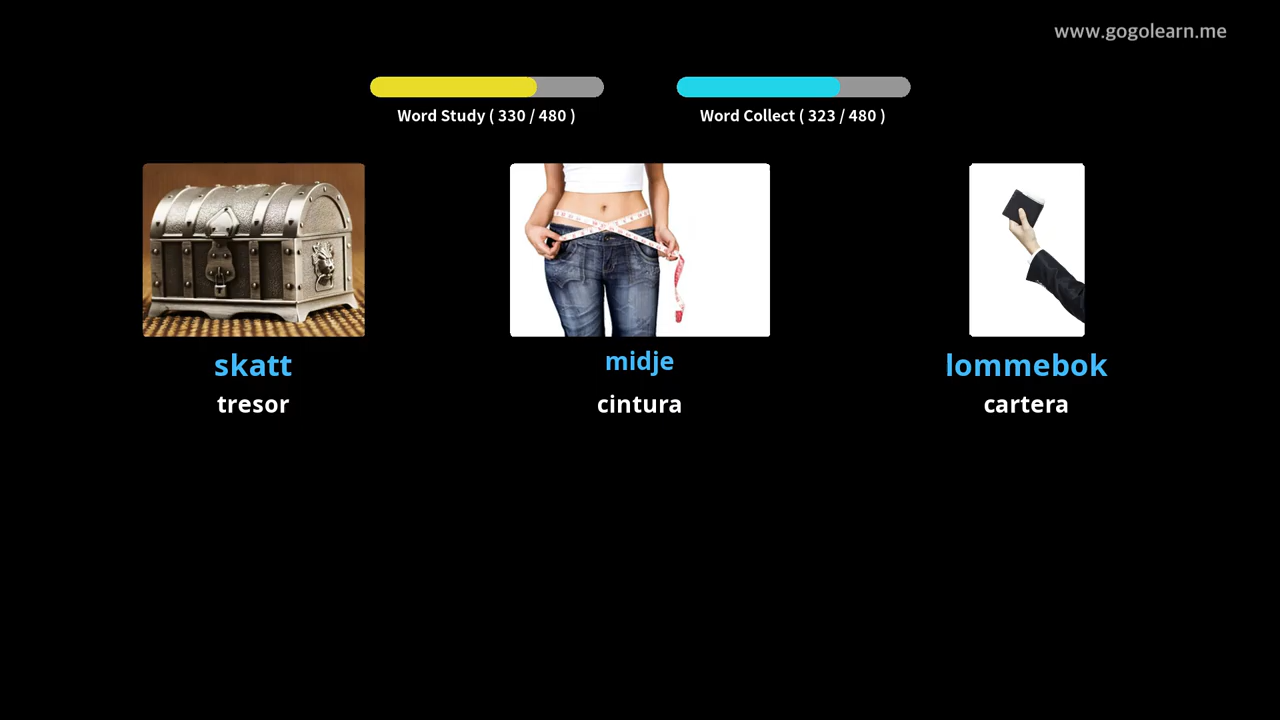 www.gogolearn.me
Word Study ( 330 / 480 )
Word Collect ( 323 / 480 )
skatt
midje
lommebok
tresor
cintura
cartera